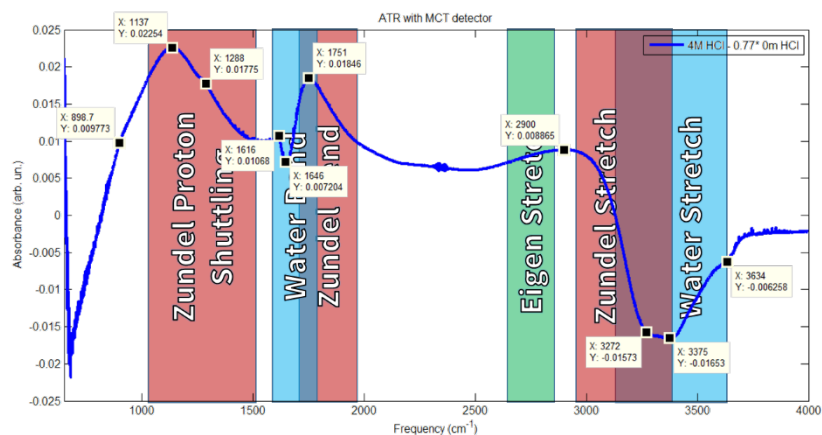 ATR with MCT detector
4M HCl - 0.77* 0m HCl
X: 1137
Y: 0.02254
X: 1288
Y: 0.01775
X: 1751
Y: 0.01846
X: 898.7
Y: 0.009773
X: 1616
Y: 0.01068
X: 1646
Y: 0.007204
X: 2900
Y: 0.008865
X: 3272
Y: -0.01573
X: 3375
Y: -0.01653
X: 3634
Y: -0.006258
Zundel Proton
Shuttling
Water Bend
Zundel Bend
Eigen Stretch
Zundel Stretch
Water Stretch
Absorbance (arb. un.)
0.025
0.02
0.015
0.01
0.005
0
-0.005
-0.01
-0.015
-0.02
-0.025
1000
1500
2000
2500
3000
3500
4000
Frequency (cm⁻¹)